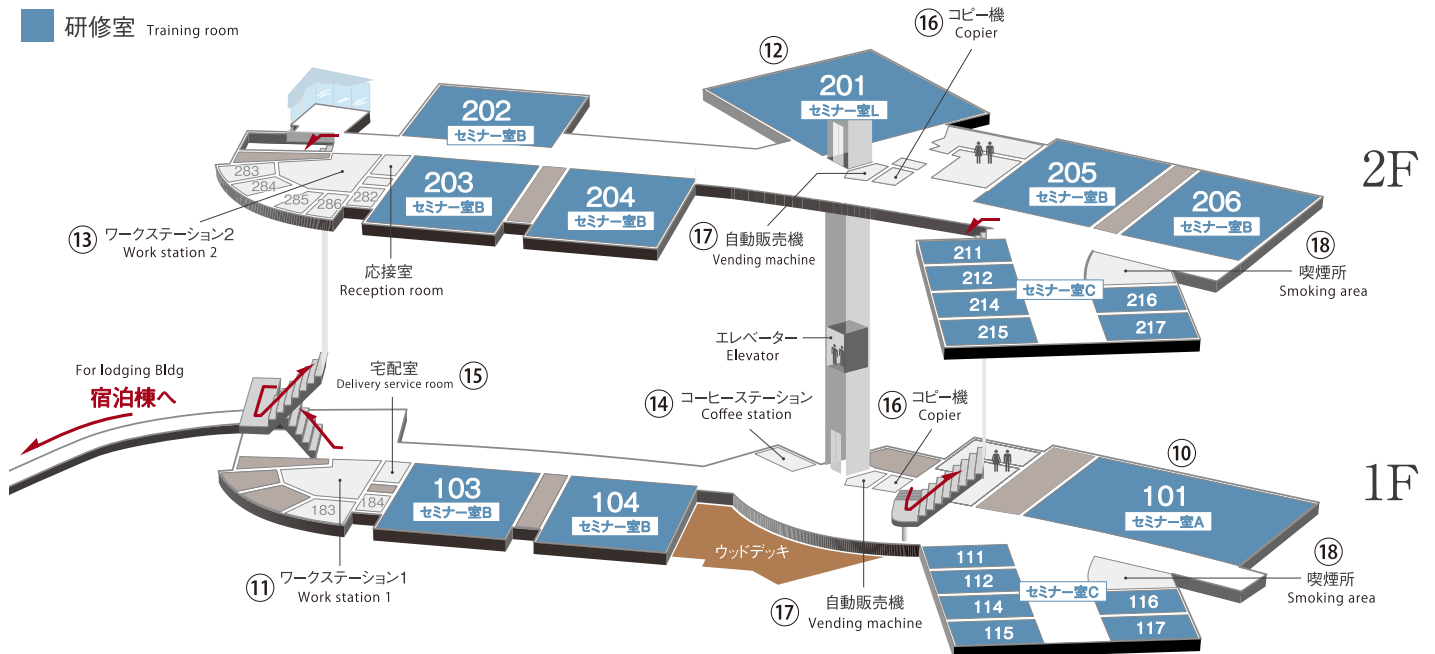 研修室 Training room
⑫
⑯ コピー機
Copier
201
セミナー室L
202
セミナー室B
203
セミナー室B
204
セミナー室B
205
セミナー室B
206
セミナー室B
2F
283
284
285
286
282
⑬ ワークステーション2
Work station 2
応接室
Reception room
⑰ 自動販売機
Vending machine
⑱
喫煙所
Smoking area
211
212
214
215
セミナー室C
216
217
エレベーター
Elevator
For lodging Bldg
宿泊棟へ
宅配室
Delivery service room ⑮
⑭ コーヒーステーション
Coffee station
⑯ コピー機
Copier
⑩
1F
103
セミナー室B
104
セミナー室B
101
セミナー室A
183
184
ウッドデッキ
⑪ ワークステーション1
Work station 1
⑰ 自動販売機
Vending machine
111
112
114
115
セミナー室C
116
117
⑱
喫煙所
Smoking area